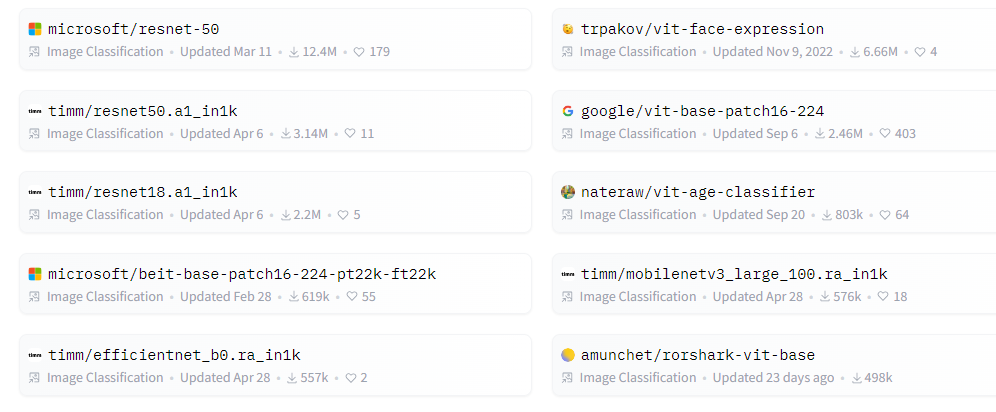 microsoft/resnet-50
Image Classification • Updated Mar 11 • 12.4M • 179
trpakov/vit-face-expression
Image Classification • Updated Nov 9, 2022 • 6.66M • 4
timm timm/resnet50.a1_in1k
Image Classification • Updated Apr 6 • 3.14M • 11
google/vit-base-patch16-224
Image Classification • Updated Sep 6 • 2.46M • 403
timm timm/resnet18.a1_in1k
Image Classification • Updated Apr 6 • 2.2M • 5
nateraw/vit-age-classifier
Image Classification • Updated Sep 20 • 803k • 64
microsoft/beit-base-patch16-224-pt22k-ft22k
Image Classification • Updated Feb 28 • 619k • 55
timm timm/mobilenetv3_large_100.ra_in1k
Image Classification • Updated Apr 28 • 576k • 18
timm timm/efficientnet_b0.ra_in1k
Image Classification • Updated Apr 28 • 557k • 2
amunchet/rorshark-vit-base
Image Classification • Updated 23 days ago • 498k